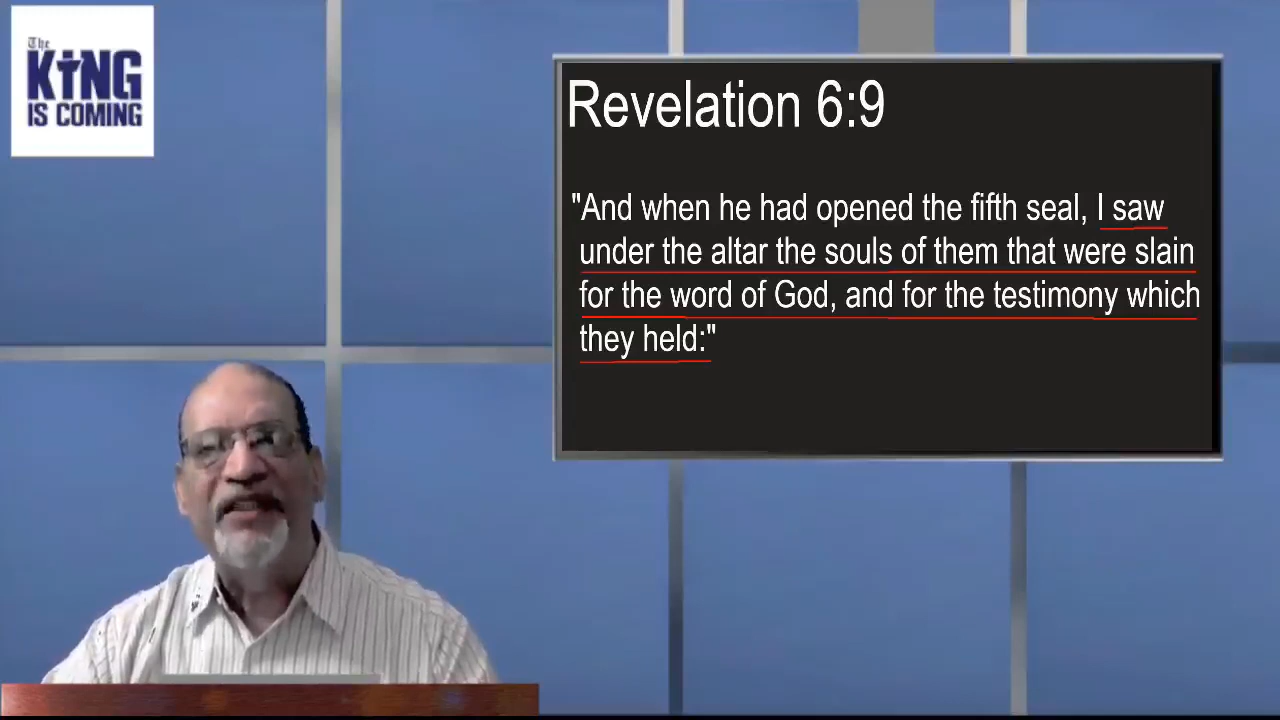 The
KING
IS COMING
Revelation 6:9
"And when he had opened the fifth seal, I saw
under the altar the souls of them that were slain
for the word of God, and for the testimony which
they held:"